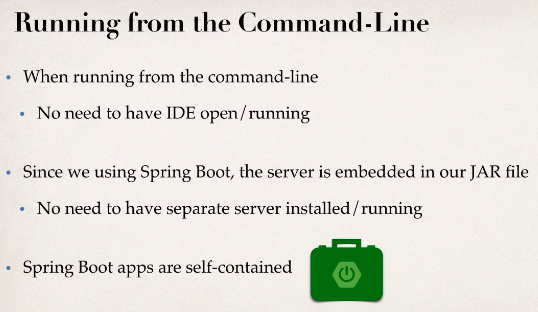 Running from the Command-Line
When running from the command-line
No need to have IDE open/running
Since we using Spring Boot, the server is embedded in our JAR file
No need to have separate server installed/running
Spring Boot apps are self-contained